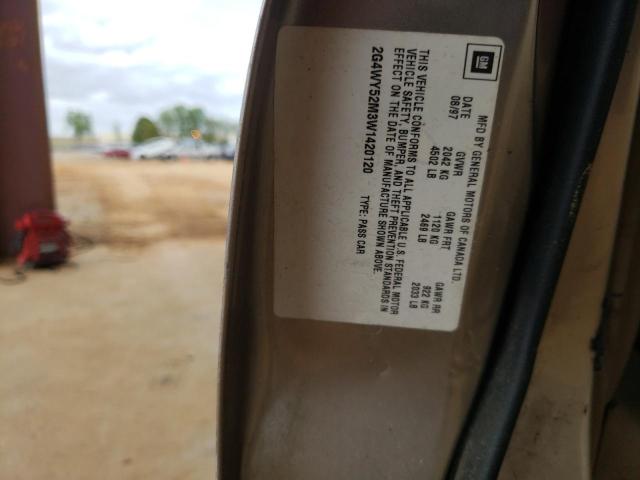 GM
MFD BY GENERAL MOTORS OF CANADA LTD.
DATE GVWR GAWR FRT GAWR RR
08/97 2042 KG 1120 KG 922 KG
4502 LB 2469 LB 2033 LB
THIS VEHICLE CONFORMS TO ALL APPLICABLE U.S. FEDERAL MOTOR
VEHICLE SAFETY, BUMPER, AND THEFT PREVENTION STANDARDS IN
EFFECT ON THE DATE OF MANUFACTURE SHOWN ABOVE.
2G4WY52M3W1420120 TYPE: PASS CAR